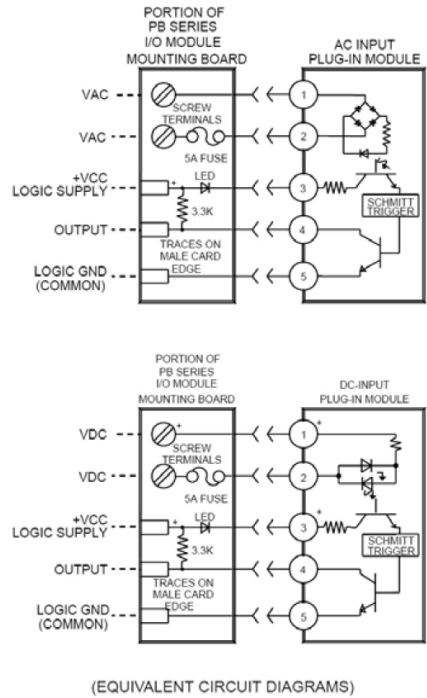 PORTION OF
PB SERIES
I/O MODULE
MOUNTING BOARD
AC INPUT
PLUG-IN MODULE
VAC
1
SCREW
TERMINALS
VAC
2
5A FUSE
+VCC
LOGIC SUPPLY
+
LED
3
3.3K
SCHMITT
TRIGGER
OUTPUT
4
TRACES ON
MALE CARD
EDGE
LOGIC GND
(COMMON)
5
PORTION OF
PB SERIES
I/O MODULE
MOUNTING BOARD
DC-INPUT
PLUG-IN MODULE
VDC
+
1
+
SCREW
TERMINALS
VDC
2
5A FUSE
+VCC
LOGIC SUPPLY
+
LED
3
+
3.3K
SCHMITT
TRIGGER
OUTPUT
4
TRACES ON
MALE CARD
EDGE
LOGIC GND
(COMMON)
5
(EQUIVALENT CIRCUIT DIAGRAMS)